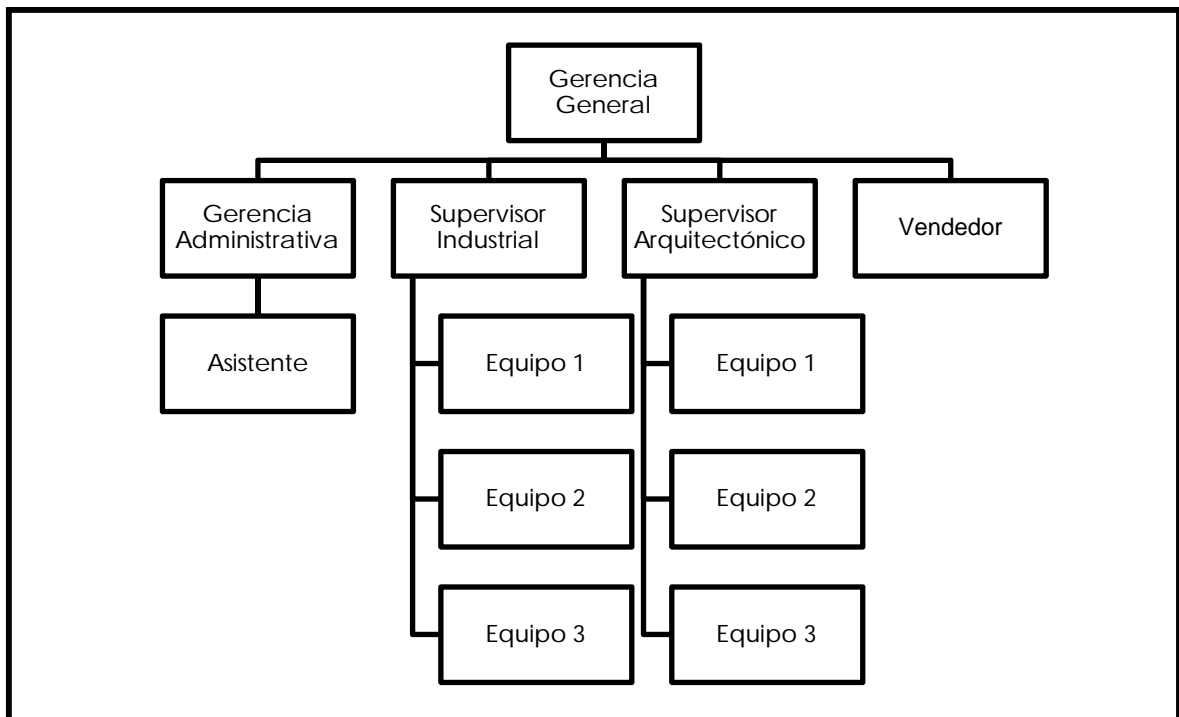 Gerencia
General
Gerencia
Administrativa
Supervisor
Industrial
Supervisor
Arquitectónico
Vendedor
Asistente
Equipo 1
Equipo 1
Equipo 2
Equipo 2
Equipo 3
Equipo 3